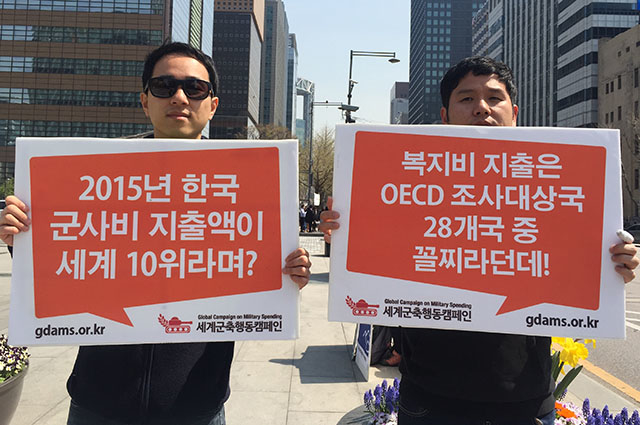 2015년 한국
군사비 지출액이
세계 10위라며?
Global Campaign on Military Spending
세계군축행동캠페인
gdams.or.kr
복지비 지출은
OECD 조사대상국
28개국 중
꼴찌라던데!
Global Campaign on Military Spending
세계군축행동캠페인
gdams.or.kr